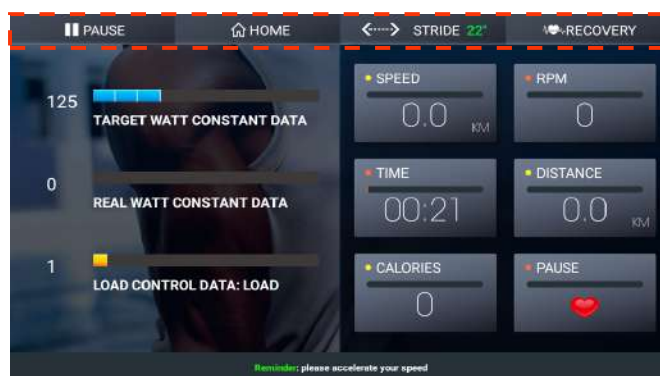 PAUSE HOME STRIDE 22" RECOVERY
125
TARGET WATT CONSTANT DATA
0
REAL WATT CONSTANT DATA
1
LOAD CONTROL DATA: LOAD
SPEED
0.0 KM
RPM
0
TIME
00:21
DISTANCE
0.0 KM
CALORIES
0
PAUSE
Reminder: please accelerate your speed